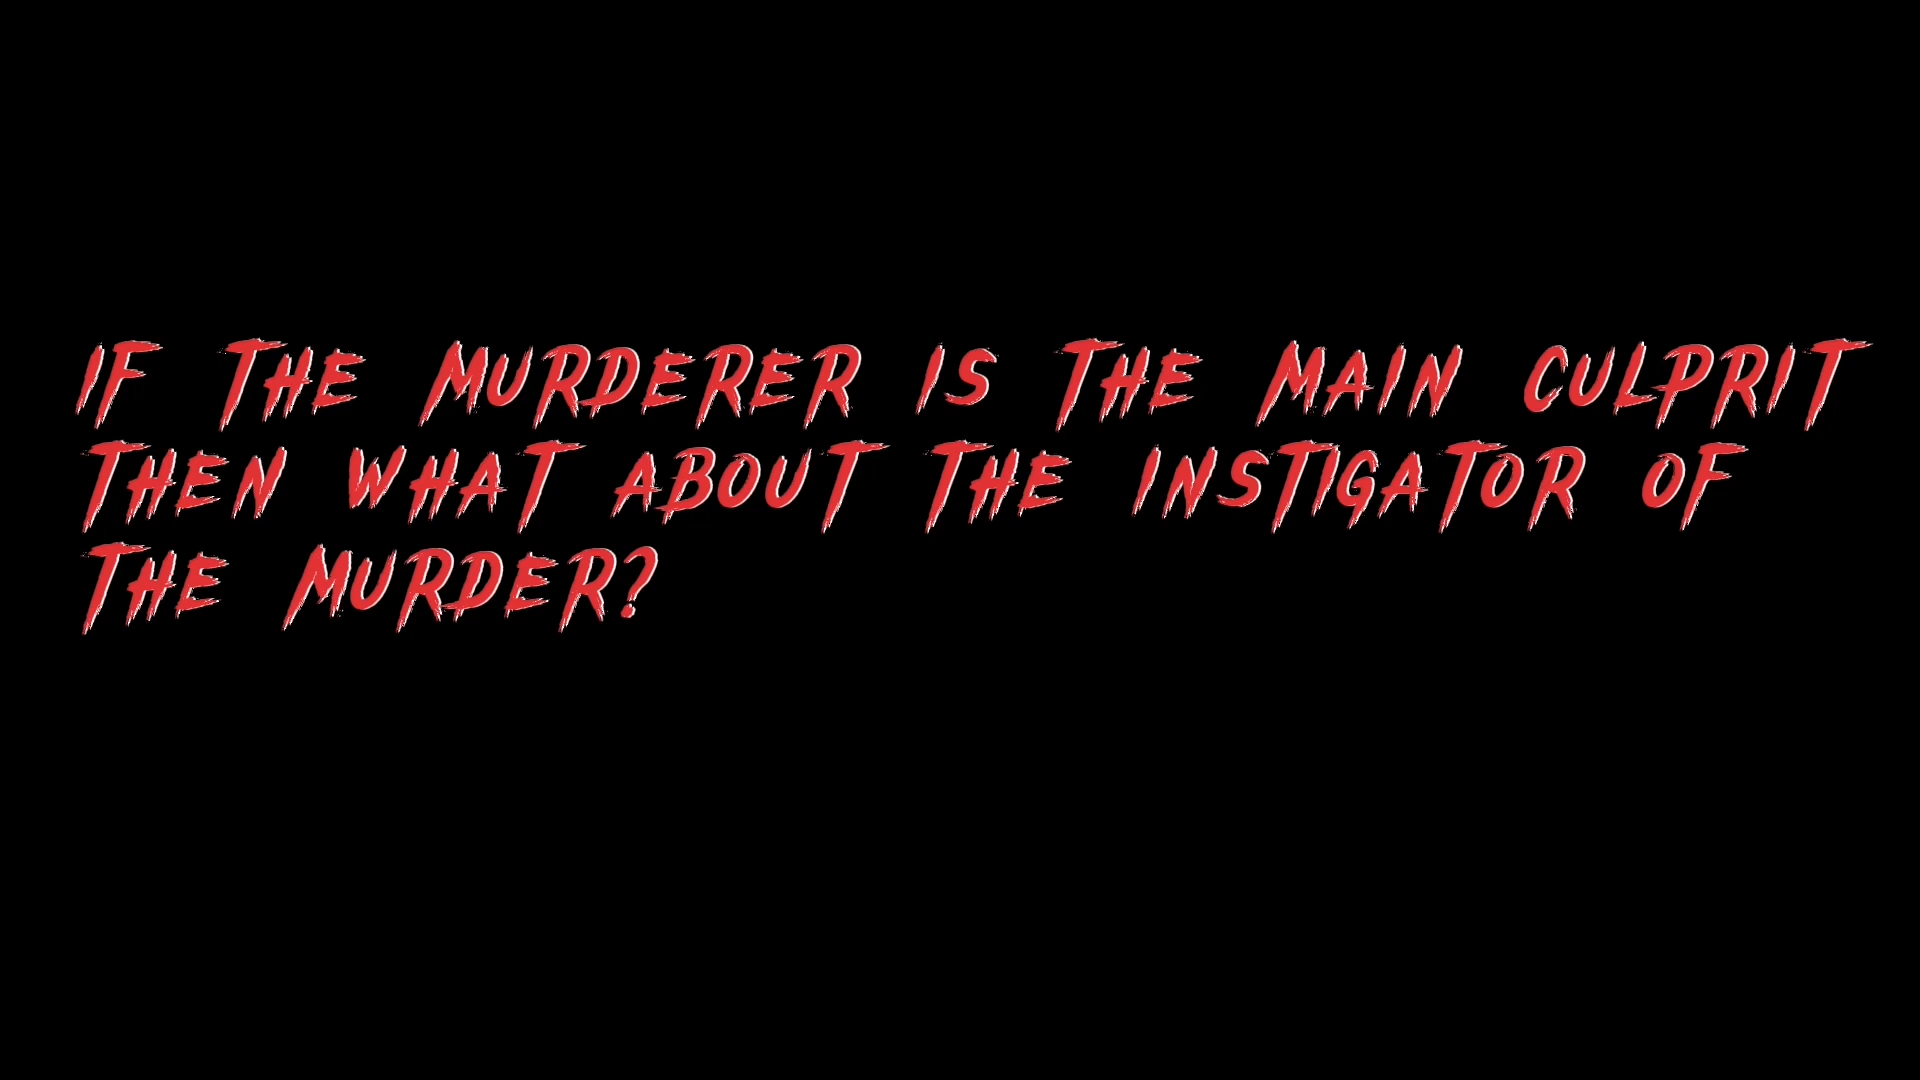 IF THE MURDERER IS THE MAIN CULPRIT
THEN WHAT ABOUT THE INSTIGATOR OF
THE MURDER?